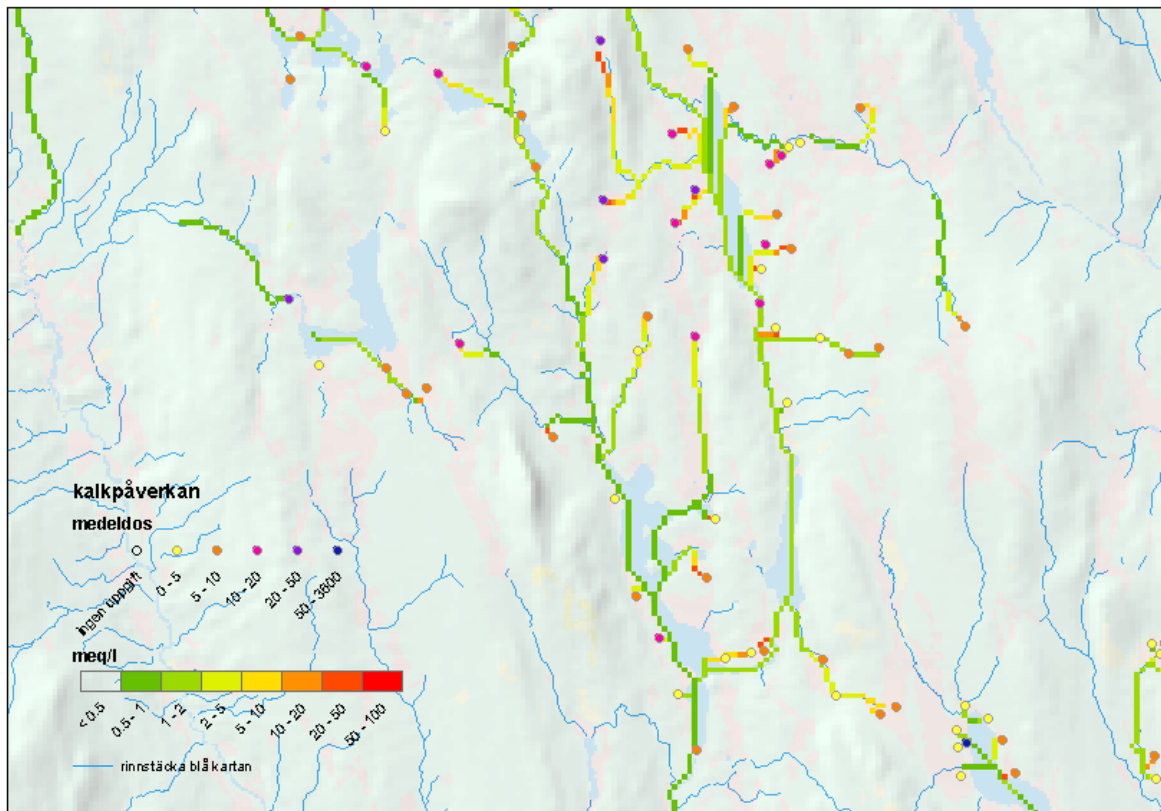 kalkpåverkan
medeldos
ingen uppgift
0 - 5
5 - 10
10 - 20
20 - 50
50 - 3600
meq/l
< 0.5
0.5 - 1
1 - 2
2 - 5
5 - 10
10 - 20
20 - 50
50 - 100
rinnstäcka blå kartan